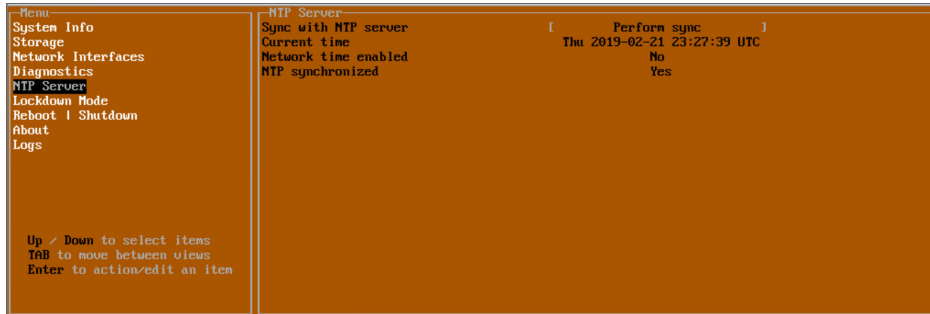 Menu
System Info
Storage
Network Interfaces
Diagnostics
NTP Server
Lockdown Mode
Reboot | Shutdown
About
Logs
Up / Down to select items
TAB to move between views
Enter to action/edit an item
NTP Server
Sync with NTP server [ Perform sync ]
Current time Thu 2019-02-21 23:27:39 UTC
Network time enabled No
NTP synchronized Yes